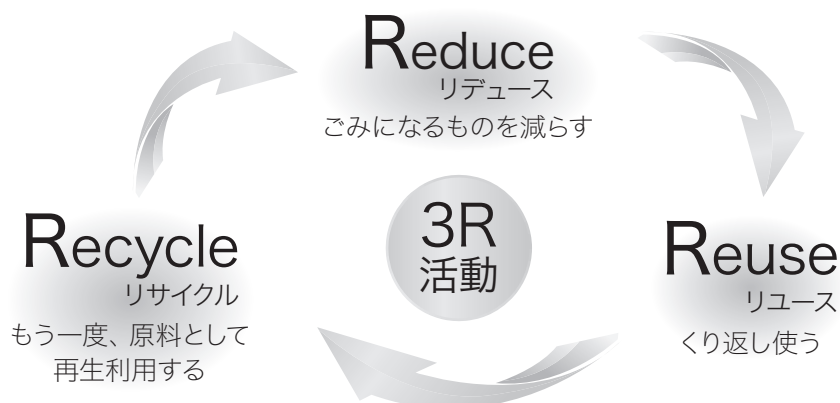 Reduce
リデュース
ごみになるものを減らす
3R
活動
Recycle
リサイクル
もう一度、原料として
再生利用する
Reuse
リユース
くり返し使う